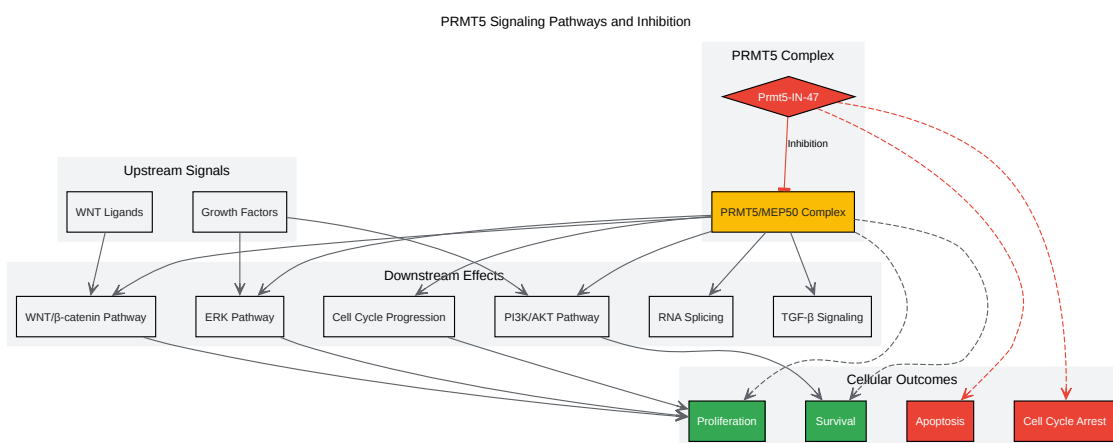 PRMT5 Signaling Pathways and Inhibition
PRMT5 Complex
Prmt5-IN-47
Inhibition
Upstream Signals
WNT Ligands
Growth Factors
PRMT5/MEP50 Complex
Downstream Effects
WNT/β-catenin Pathway
ERK Pathway
Cell Cycle Progression
PI3K/AKT Pathway
RNA Splicing
TGF-β Signaling
Cellular Outcomes
Proliferation
Survival
Apoptosis
Cell Cycle Arrest